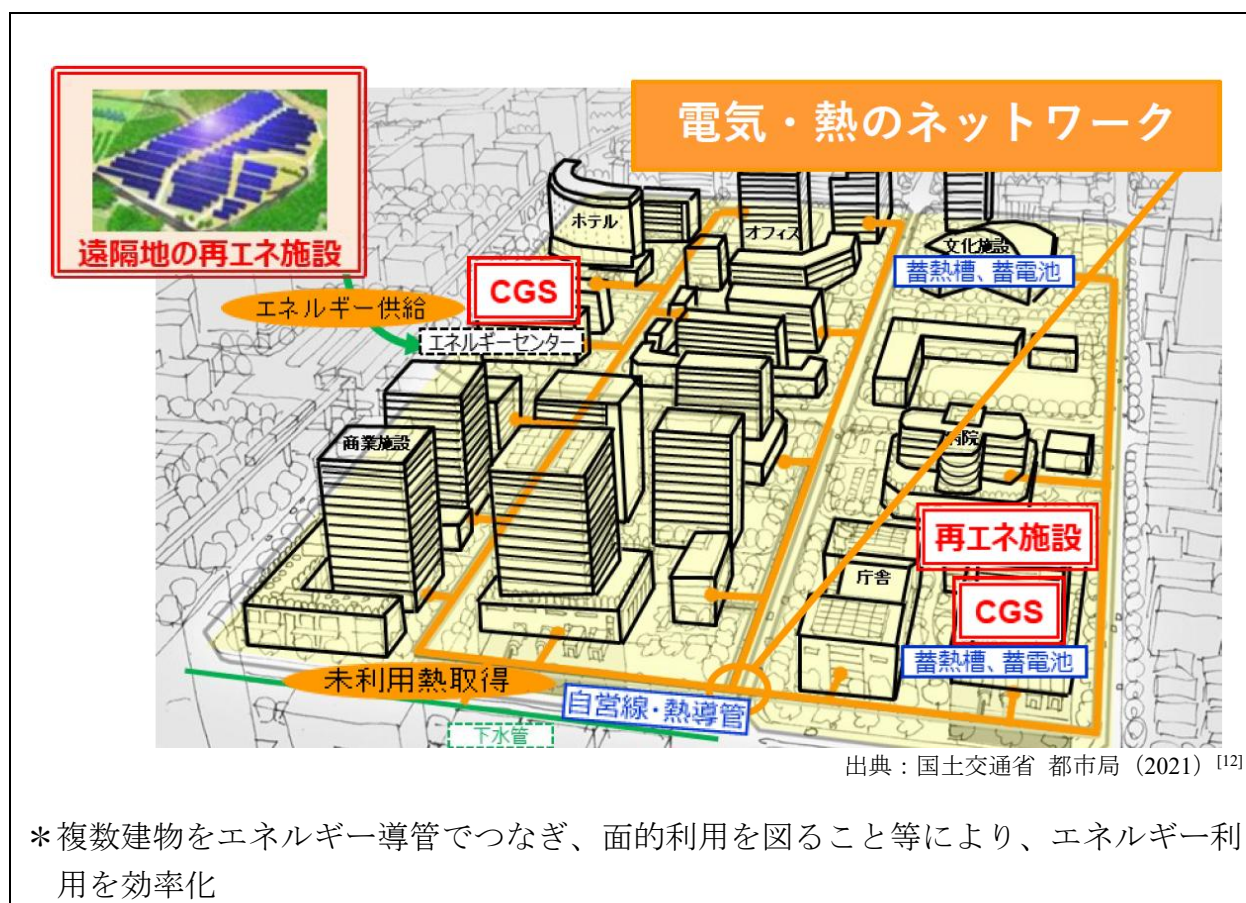 電気・熱のネットワーク
遠隔地の再エネ施設
ホテル
オフィス
文化施設
蓄熱槽、蓄電池
CGS
エネルギー供給
エネルギーセンター
商業施設
病院
再エネ施設
庁舎
CGS
蓄熱槽、蓄電池
未利用熱取得
自営線・熱導管
下水管
出典：国土交通省 都市局（2021）[12]
＊複数建物をエネルギー導管でつなぎ、面的利用を図ること等により、エネルギー利
用を効率化